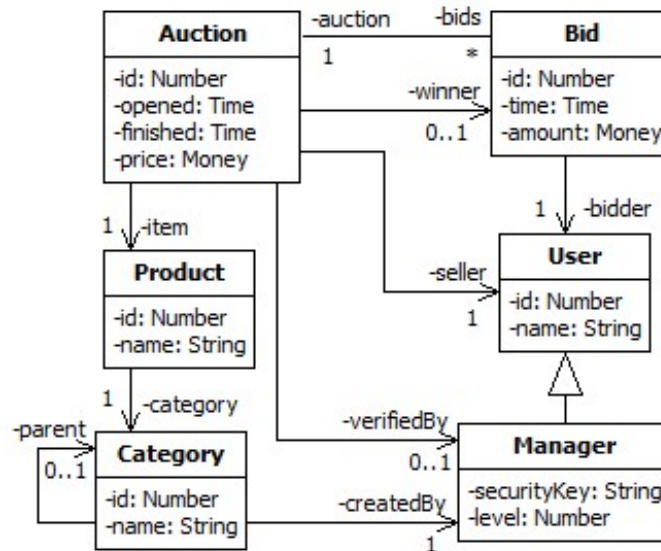 Auction
-id: Number
-opened: Time
-finished: Time
-price: Money
-auction
1
-bids
*
Bid
-id: Number
-time: Time
-amount: Money
-winner
0..1
1
-item
1
-bidder
Product
-id: Number
-name: String
-seller
1
User
-id: Number
-name: String
1
-category
-parent
0..1
Category
-id: Number
-name: String
-verifiedBy
0..1
-createdBy
1
Manager
-securityKey: String
-level: Number